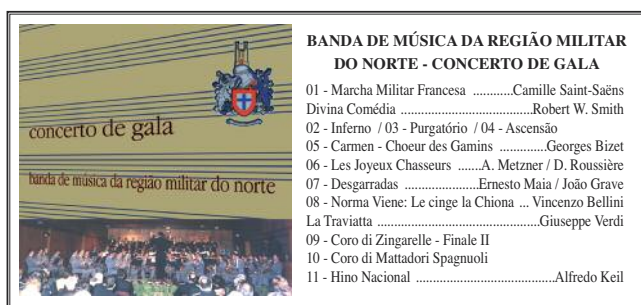 concerto de gala
banda de música da região militar do norte
BANDA DE MÚSICA DA REGIÃO MILITAR
DO NORTE - CONCERTO DE GALA
01 - Marcha Militar Francesa ...........Camille Saint-Saëns
Divina Comédia .....................................Robert W. Smith
02 - Inferno / 03 - Purgatório / 04 - Ascensão
05 - Carmen - Choeur des Gamins .............Georges Bizet
06 - Les Joyeux Chasseurs .......A. Metzner / D. Roussière
07 - Desgarradas .....................Ernesto Maia / João Grave
08 - Norma Viene: Le cinge la Chiona ... Vincenzo Bellini
La Traviatta .............................................Giuseppe Verdi
09 - Coro di Zingarelle - Finale II
10 - Coro di Mattadori Spagnuoli
11 - Hino Nacional .......................................Alfredo Keil